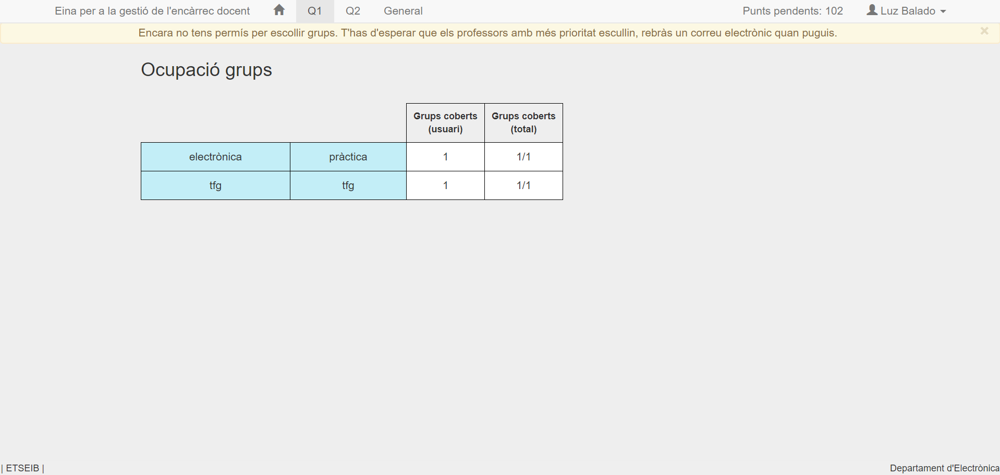 Eina per a la gestió de l'encàrrec docent Q1 Q2 General Punts pendents: 102 Luz Balado
Encara no tens permís per escollir grups. T'has d'esperar que els professors amb més prioritat escullin, rebràs un correu electrònic quan puguis. ×
Ocupació grups
Grups coberts (usuari) Grups coberts (total)
electrònica pràctica 1 1/1
tfg tfg 1 1/1
| ETSEIB | Departament d'Electrònica